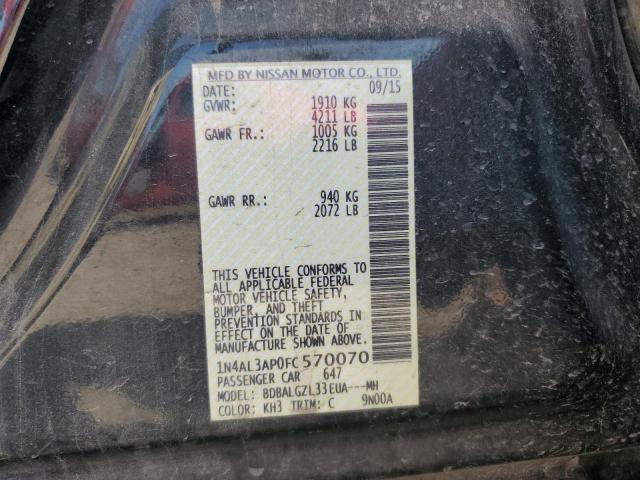 MFD BY NISSAN MOTOR CO., LTD.
DATE: 09/15
GVWR: 1910 KG
4211 LB
GAWR FR.: 1005 KG
2216 LB
GAWR RR.: 940 KG
2072 LB
THIS VEHICLE CONFORMS TO
ALL APPLICABLE FEDERAL
MOTOR VEHICLE SAFETY,
BUMPER, AND THEFT
PREVENTION STANDARDS IN
EFFECT ON THE DATE OF
MANUFACTURE SHOWN ABOVE.
1N4AL3AP0FC570070
PASSENGER CAR 647
MODEL: BDBALGZL33EUA---MH
COLOR: KH3 TRIM: C 9N00A